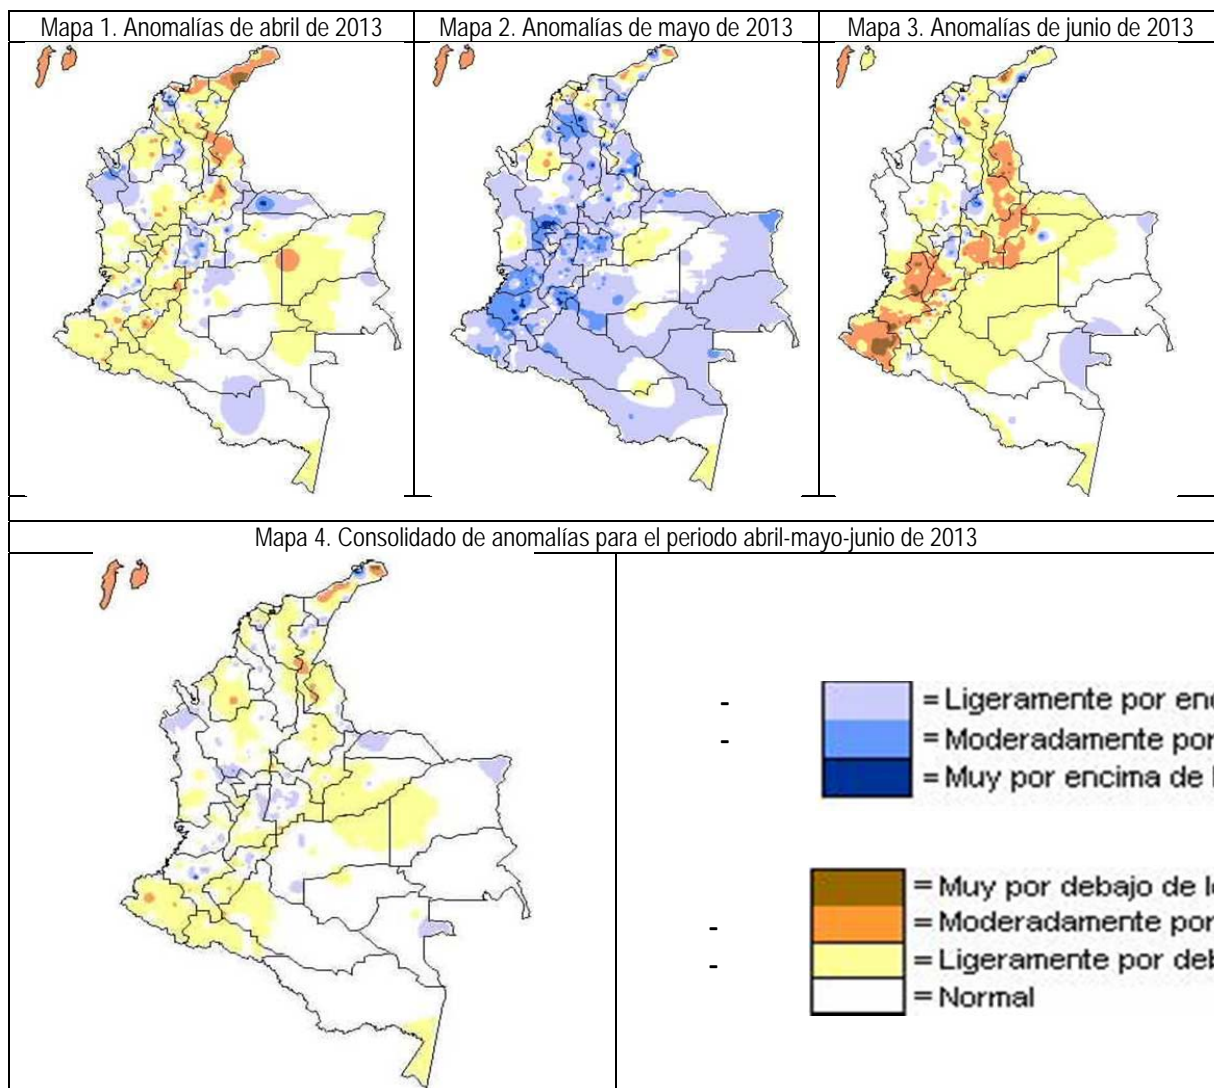 Mapa 1. Anomalías de abril de 2013
Mapa 2. Anomalías de mayo de 2013
Mapa 3. Anomalías de junio de 2013
Mapa 4. Consolidado de anomalías para el periodo abril-mayo-junio de 2013
- = Ligeramente por enc
- = Moderadamente por
= Muy por encima de l
= Muy por debajo de l
- = Moderadamente por
- = Ligeramente por deb
= Normal